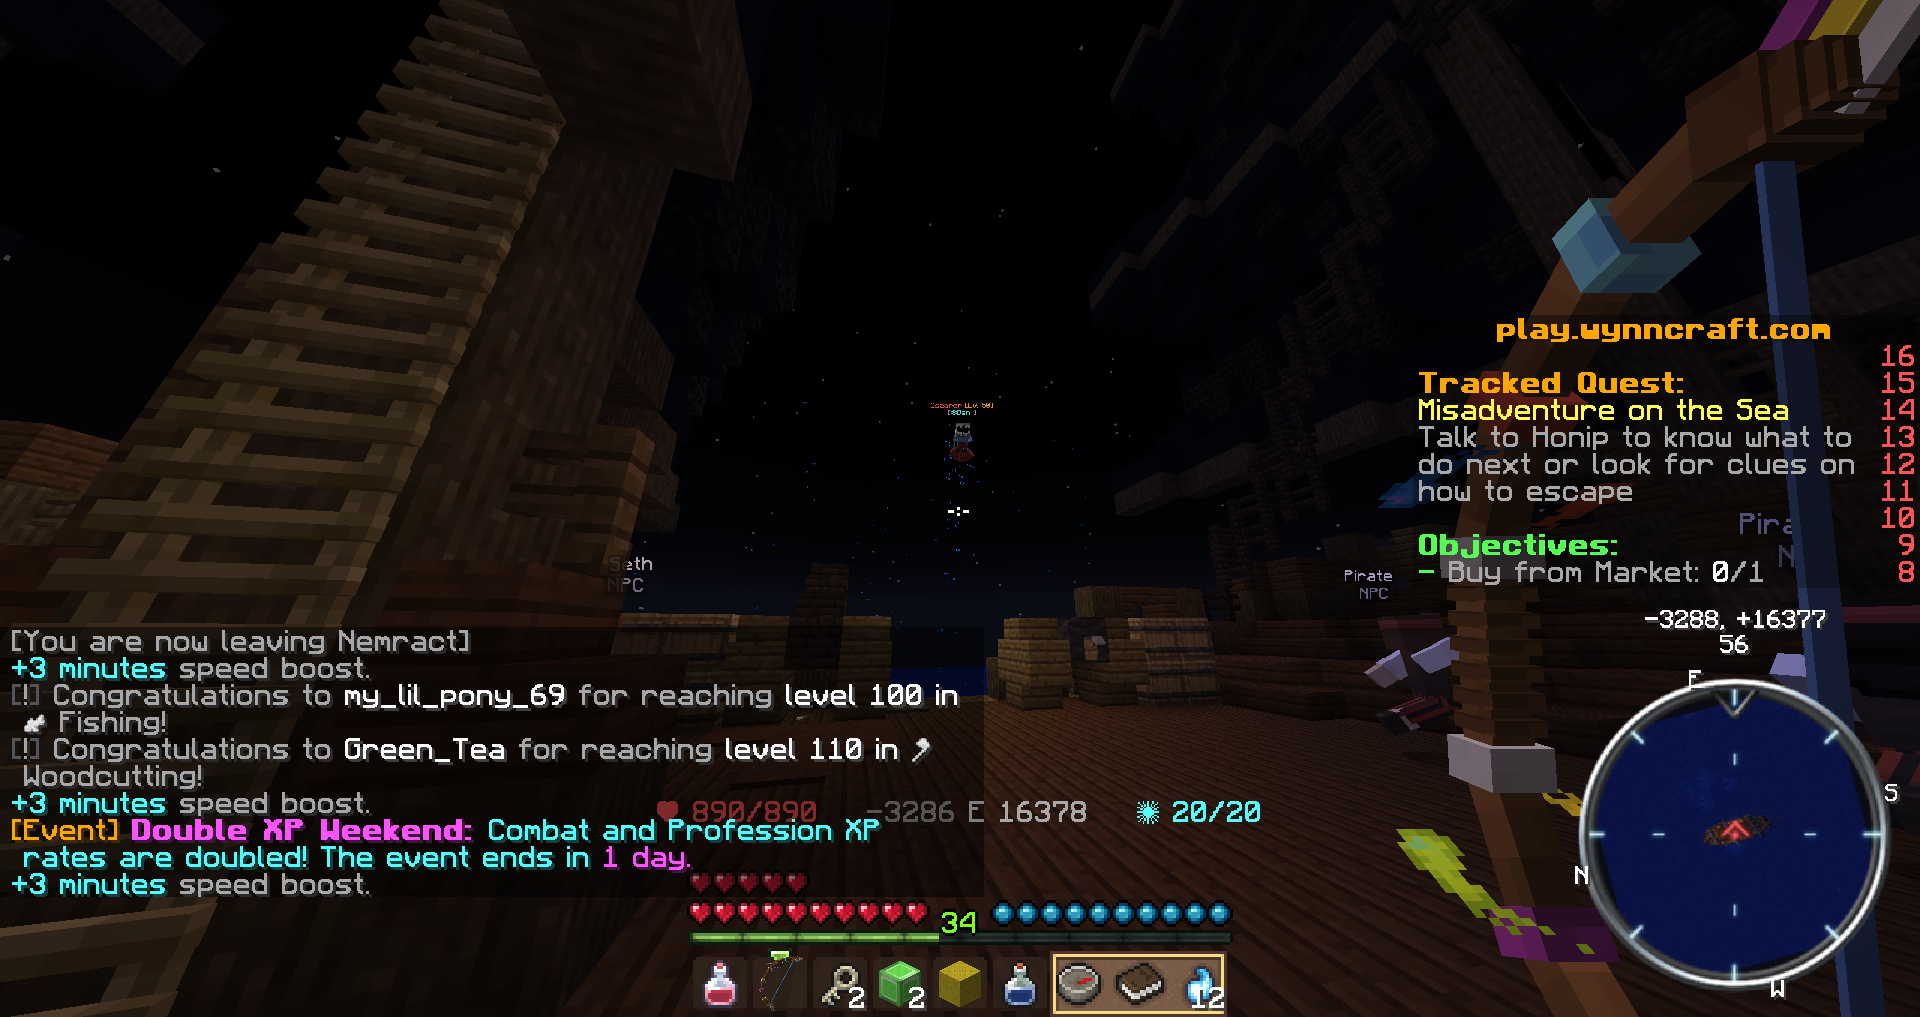 play.wynncraft.com
16
Tracked Quest: 15
Misadventure on the Sea 14
Talk to Honip to know what to 13
do next or look for clues on 12
how to escape 11
10
Objectives: 9
- Buy from Market: 0/1 8
Seth
NPC
Pirate
NPC
-3288, +16377
56
[You are now leaving Nemract]
+3 minutes speed boost.
[!] Congratulations to my_lil_pony_69 for reaching level 100 in
Fishing!
[!] Congratulations to Green_Tea for reaching level 110 in
Woodcutting!
+3 minutes speed boost.
890/890 -3286 E 16378 20/20
[Event] Double XP Weekend: Combat and Profession XP
rates are doubled! The event ends in 1 day.
+3 minutes speed boost.
34
2 2 12
E
S
N
W